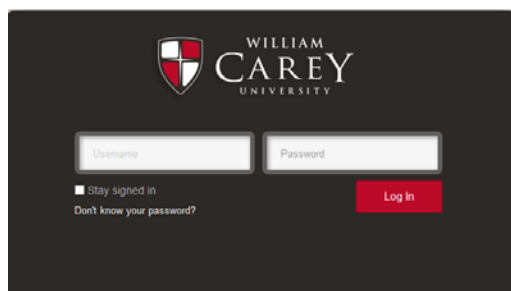 WILLIAM
CAREY
UNIVERSITY
Username
Password
Stay signed in
Log In
Don't know your password?